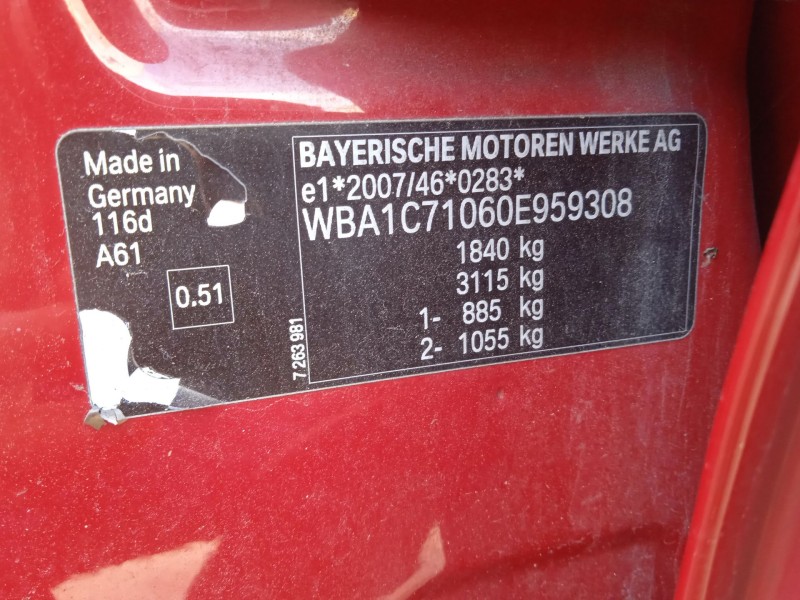 Made in
Germany
116d
A61
0.51
7 263 981
BAYERISCHE MOTOREN WERKE AG
e1*2007/46*0283*
WBA1C71060E959308
1840 kg
3115 kg
1- 885 kg
2- 1055 kg